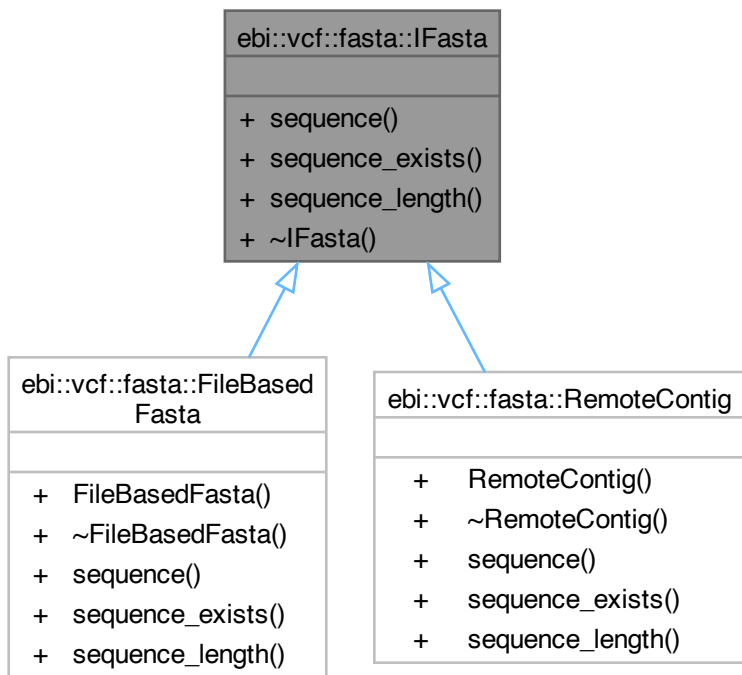 ebi::vcf::fasta::IFasta
+ sequence()
+ sequence_exists()
+ sequence_length()
+ ~IFasta()
ebi::vcf::fasta::FileBased
Fasta
+ FileBasedFasta()
+ ~FileBasedFasta()
+ sequence()
+ sequence_exists()
+ sequence_length()
ebi::vcf::fasta::RemoteContig
+ RemoteContig()
+ ~RemoteContig()
+ sequence()
+ sequence_exists()
+ sequence_length()